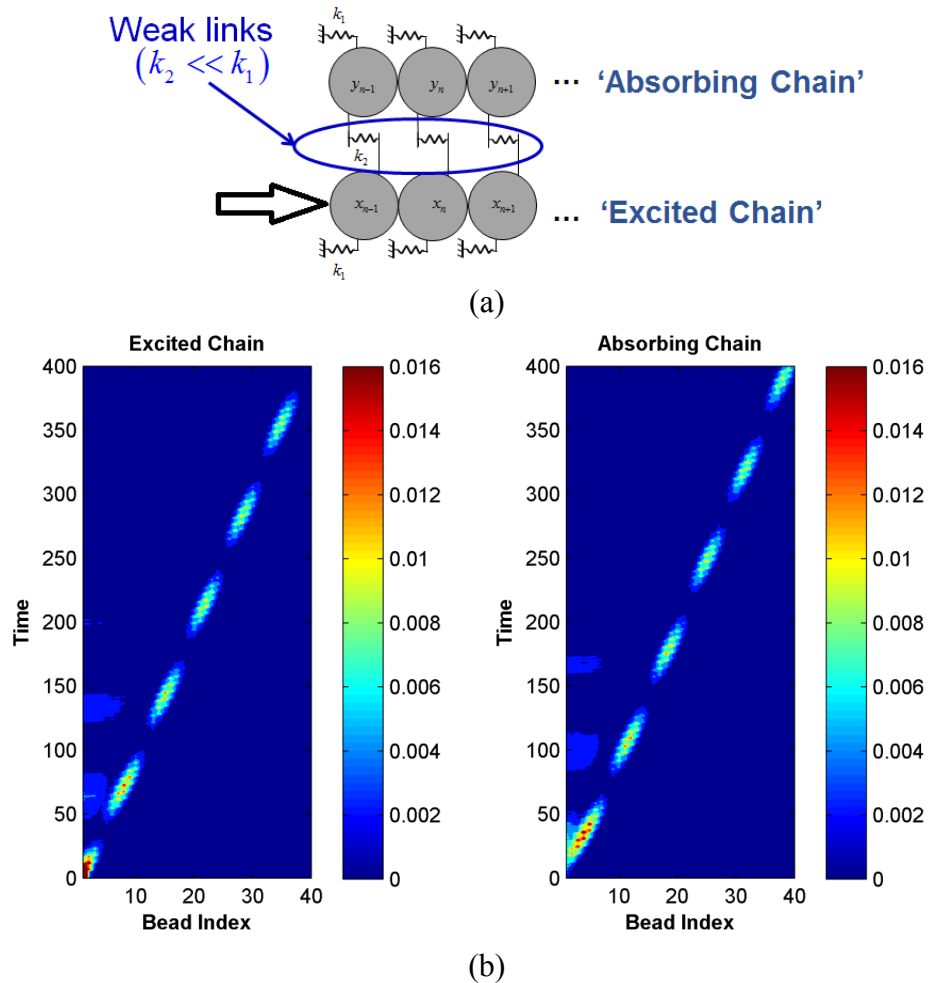 k₁
Weak links
(k₂ << k₁)
yₙ₋₁ yₙ yₙ₊₁
... 'Absorbing Chain'
k₂
xₙ₋₁ xₙ xₙ₊₁
... 'Excited Chain'
k₁
(a)
Excited Chain
400
350
300
250
200
150
100
50
0
Time
10 20 30 40
Bead Index
0.016
0.014
0.012
0.01
0.008
0.006
0.004
0.002
0
Absorbing Chain
400
350
300
250
200
150
100
50
0
Time
10 20 30 40
Bead Index
0.016
0.014
0.012
0.01
0.008
0.006
0.004
0.002
0
(b)